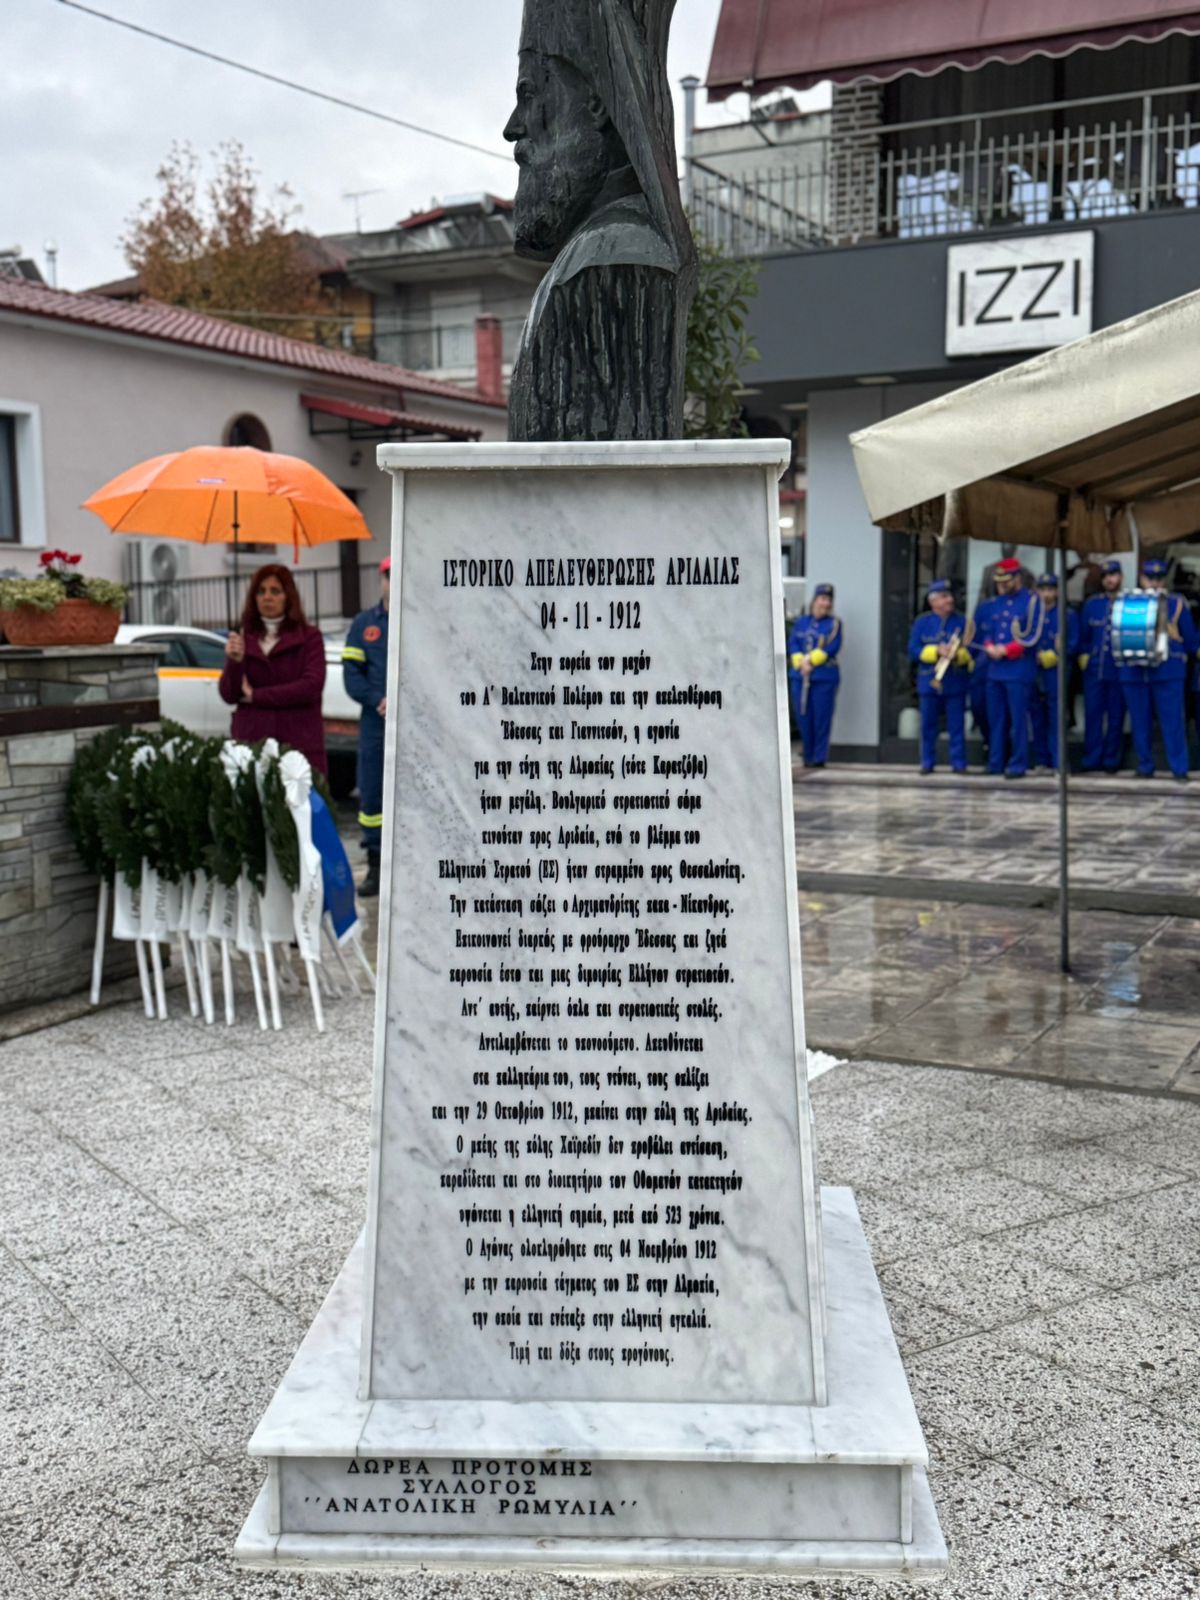 IZZI
ΙΣΤΟΡΙΚΟ ΑΠΕΛΕΥΘΕΡΩΣΗΣ ΑΡΙΔΑΙΑΣ
04 - 11 - 1912
Στην πορεία των μαχών
του Α΄ Βαλκανικού Πολέμου και την απελευθέρωση
Έδεσσας και Γιαννιτσών, η αγωνία
για την τύχη της Αλμωπίας (τότε Καρατζόβα)
ήταν μεγάλη. Βουλγαρικό στρατιωτικό σώμα
κινούταν προς Αριδαία, ενώ το βλέμμα του
Ελληνικού Στρατού (ΕΣ) ήταν στραμμένο προς Θεσσαλονίκη.
Την κατάσταση σώζει ο Αρχιμανδρίτης παπα - Νίκανδρος.
Επικοινωνεί διαρκώς με φρούραρχο Έδεσσας και ζητά
παρουσία έστω και μιας διμοιρίας Ελλήνων στρατιωτών.
Αντ΄ αυτής, παίρνει όπλα και στρατιωτικές στολές.
Αντιλαμβάνεται το υπονοούμενο. Απευθύνεται
στα παλληκάρια του, τους ντύνει, τους οπλίζει
και την 29 Οκτωβρίου 1912, μπαίνει στην πόλη της Αριδαίας.
Ο μπέης της πόλης Χαϊρεδίν δεν προβάλει αντίσταση,
παραδίδεται και στο διοικητήριο των Οθωμανών κατακτητών
υψώνεται η ελληνική σημαία, μετά από 523 χρόνια.
Ο Αγώνας ολοκληρώθηκε στις 04 Νοεμβρίου 1912
με την παρουσία τάγματος του ΕΣ στην Αλμωπία,
την οποία και ενέταξε στην ελληνική αγκαλιά.
Τιμή και δόξα στους προγόνους.
ΔΩΡΕΑ ΠΡΟΤΟΜΗΣ
ΣΥΛΛΟΓΟΣ
΄΄ΑΝΑΤΟΛΙΚΗ ΡΩΜΥΛΙΑ΄΄